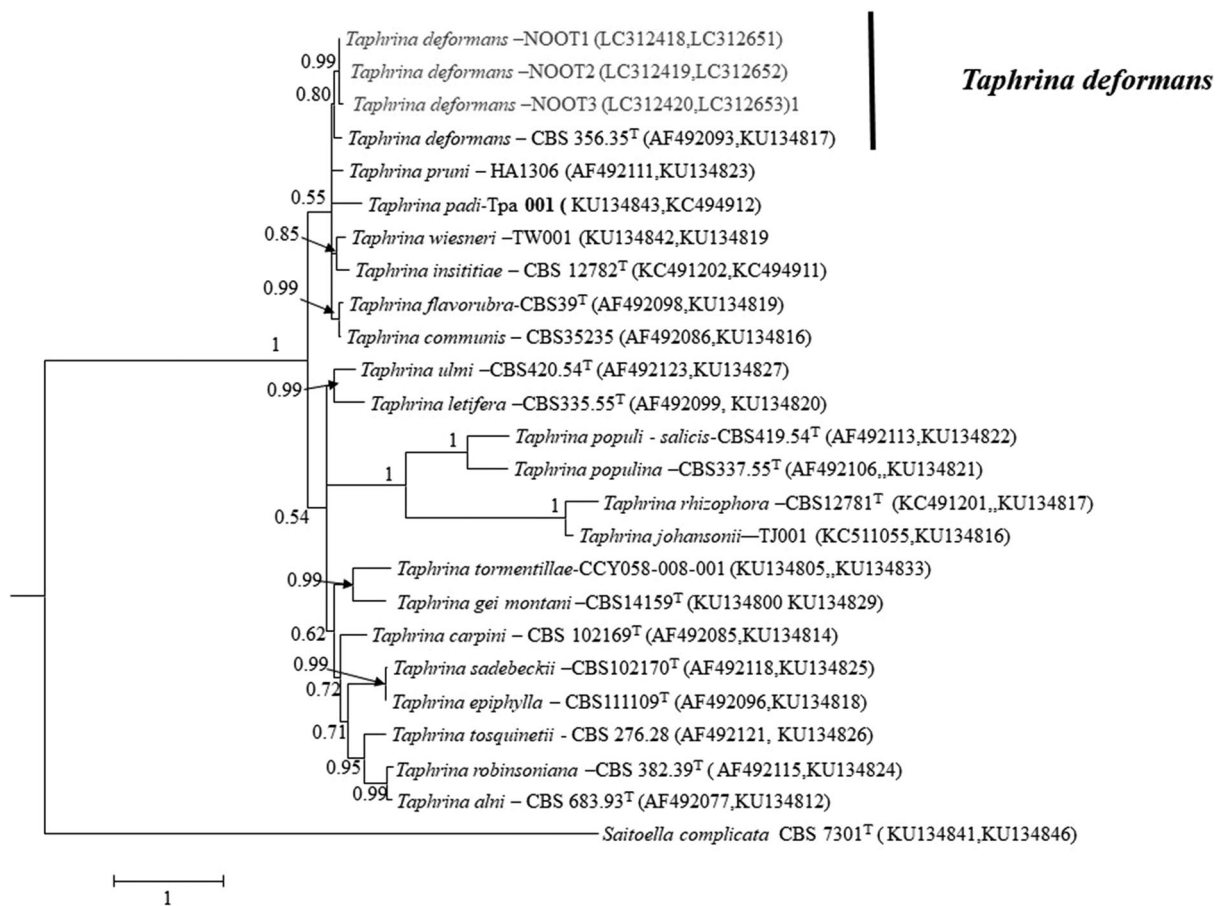 Taphrina deformans –NOOT1 (LC312418,LC312651)
0.99
Taphrina deformans –NOOT2 (LC312419,LC312652)
Taphrina deformans
0.80
Taphrina deformans –NOOT3 (LC312420,LC312653)1
Taphrina deformans – CBS 356.35ᵀ (AF492093,KU134817)
Taphrina pruni – HA1306 (AF492111,KU134823)
0.55
Taphrina padi-Tpa 001 ( KU134843,KC494912)
0.85
Taphrina wiesneri –TW001 (KU134842,KU134819
Taphrina insititiae – CBS 12782ᵀ (KC491202,KC494911)
0.99
Taphrina flavorubra-CBS39ᵀ (AF492098,KU134819)
Taphrina communis – CBS35235 (AF492086,KU134816)
1
Taphrina ulmi –CBS420.54ᵀ (AF492123,KU134827)
0.99
Taphrina letifera –CBS335.55ᵀ (AF492099, KU134820)
Taphrina populi - salicis-CBS419.54ᵀ (AF492113,KU134822)
1
Taphrina populina –CBS337.55ᵀ (AF492106,,KU134821)
1
Taphrina rhizophora –CBS12781ᵀ (KC491201,,KU134817)
1
0.54
Taphrina johansonii—TJ001 (KC511055,KU134816)
Taphrina tormentillae-CCY058-008-001 (KU134805,,KU134833)
0.99
Taphrina gei montani –CBS14159ᵀ (KU134800 KU134829)
0.62
Taphrina carpini – CBS 102169ᵀ (AF492085,KU134814)
0.99
Taphrina sadebeckii –CBS102170ᵀ (AF492118,KU134825)
0.72
Taphrina epiphylla – CBS111109ᵀ (AF492096,KU134818)
0.71
Taphrina tosquinetii - CBS 276.28 (AF492121, KU134826)
0.95
Taphrina robinsoniana –CBS 382.39ᵀ ( AF492115,KU134824)
0.99
Taphrina alni – CBS 683.93ᵀ (AF492077,KU134812)
Saitoella complicata CBS 7301ᵀ ( KU134841,KU134846)
1